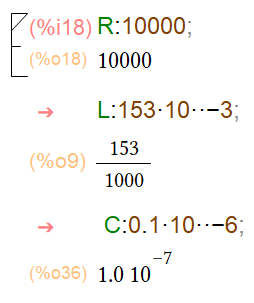 (%i18) R:10000;
(%o18) 10000
→ L:153·10··−3;
(%o9) 153/1000
→ C:0.1·10··−6;
(%o36) 1.0 10⁻⁷